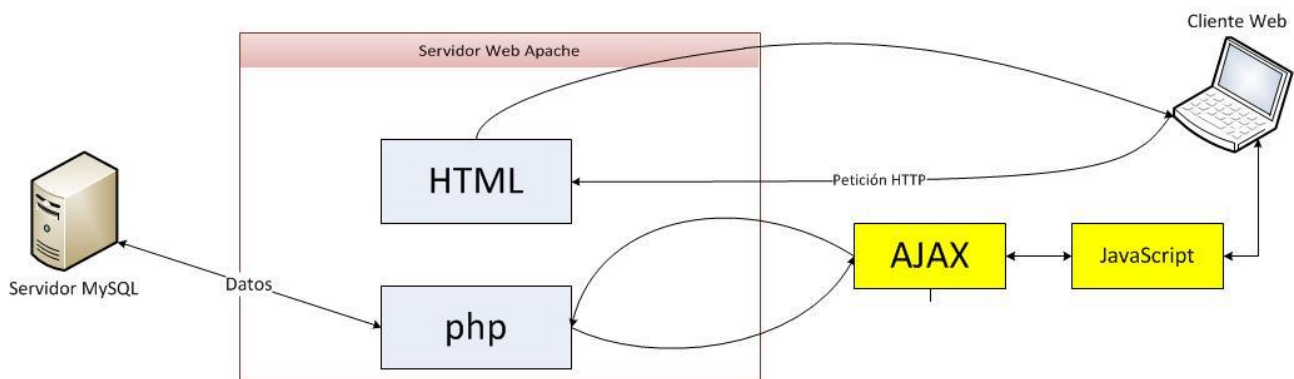 Cliente Web
Servidor Web Apache
HTML
Petición HTTP
AJAX
JavaScript
Servidor MySQL
Datos
php